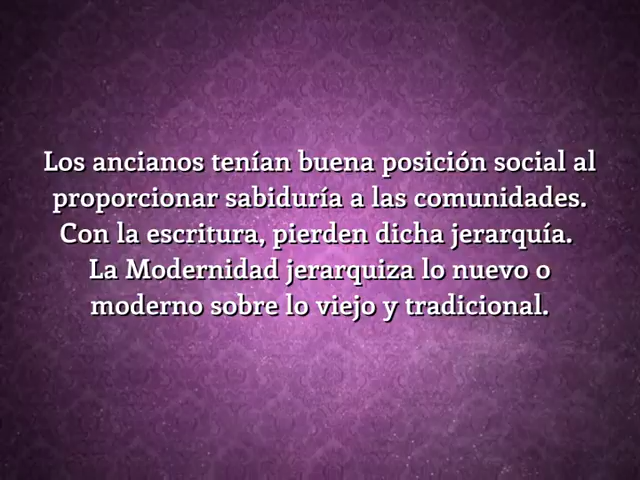 Los ancianos tenían buena posición social al
proporcionar sabiduría a las comunidades.
Con la escritura, pierden dicha jerarquía.
La Modernidad jerarquiza lo nuevo o
moderno sobre lo viejo y tradicional.